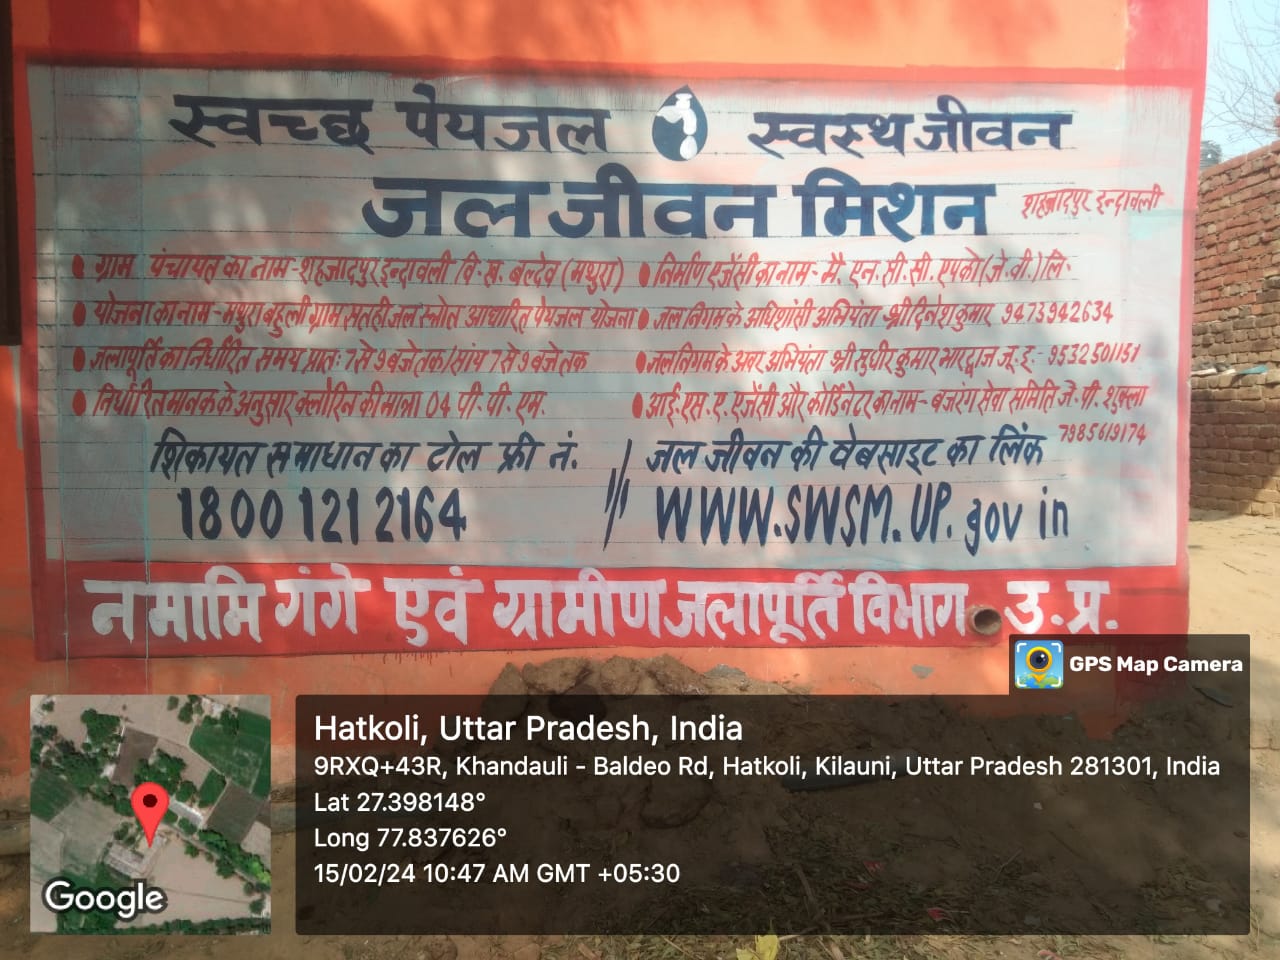 स्वच्छ पेयजल स्वस्थ जीवन
जल जीवन मिशन
शहजादपुर इन्दावली
ग्राम पंचायत का नाम - शहजादपुर इन्दावली वि. ख. बल्देव (मथुरा)
निर्माण एजेंसी का नाम - मै. एन. सी. सी. एपको (जे. वी.) लि.
योजना का नाम - मथुरा बहुल्ली ग्राम सतही जल स्त्रोत आधारित पेयजल योजना
जल निगम के अधिशांसी अभियंता - श्री दिनेश कुमार 9473942634
जलापूर्ति का निर्धारित समय प्रातः 7 से 9 बजे तक / सांय 7 से 9 बजे तक
जल निगम के अवर अभियंता श्री सुधीर कुमार भारद्वाज जू. इ. - 9532501151
निर्धारित मानक के अनुसार क्लोरिन की मात्रा 04 पी. पी. एम.
आई. एस. ए. एजेंसी और कोर्डिनेटर का नाम - बजरंग सेवा समिति जे. पी. शुक्ला
7985619174
शिकायत समाधान का टोल फ्री नं.
1800 121 2164
जल जीवन की वेबसाइट का लिंक
WWW.SWSM.UP.gov in
नमामि गंगे एवं ग्रामीण जलापूर्ति विभाग उ. प्र.
GPS Map Camera
Hatkoli, Uttar Pradesh, India
9RXQ+43R, Khandauli - Baldeo Rd, Hatkoli, Kilauni, Uttar Pradesh 281301, India
Lat 27.398148°
Long 77.837626°
15/02/24 10:47 AM GMT +05:30
Google